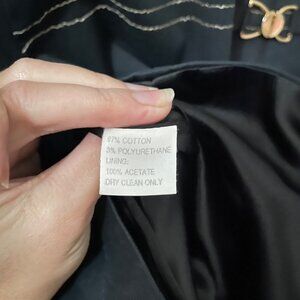 97% COTTON
3% POLYURETHANE
LINING:
100% ACETATE
DRY CLEAN ONLY